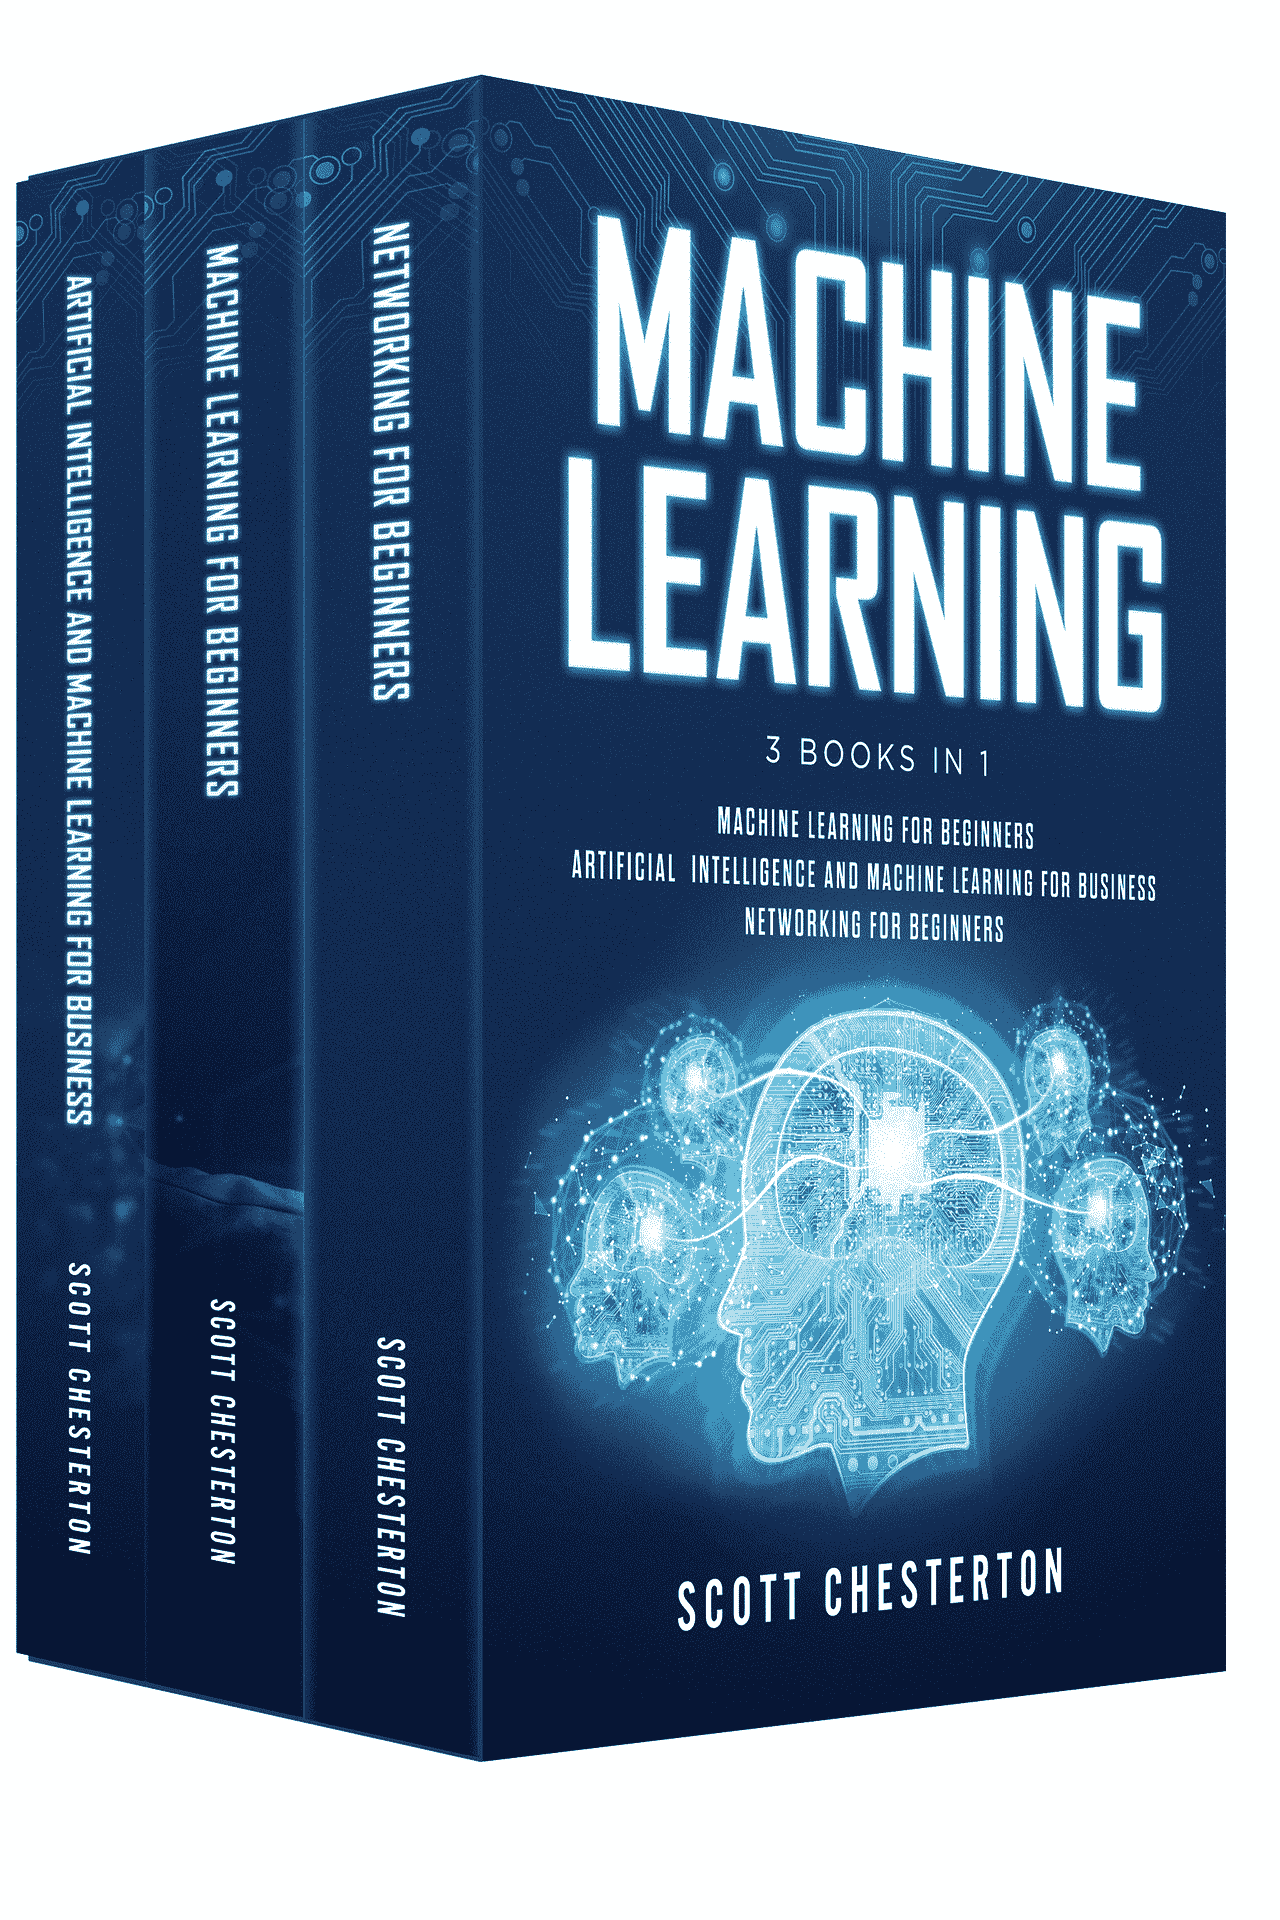 ARTIFICIAL INTELLIGENCE AND MACHINE LEARNING FOR BUSINESS
SCOTT CHESTERTON
MACHINE LEARNING FOR BEGINNERS
SCOTT CHESTERTON
NETWORKING FOR BEGINNERS
SCOTT CHESTERTON
MACHINE
LEARNING
3 BOOKS IN 1
MACHINE LEARNING FOR BEGINNERS
ARTIFICIAL INTELLIGENCE AND MACHINE LEARNING FOR BUSINESS
NETWORKING FOR BEGINNERS
SCOTT CHESTERTON